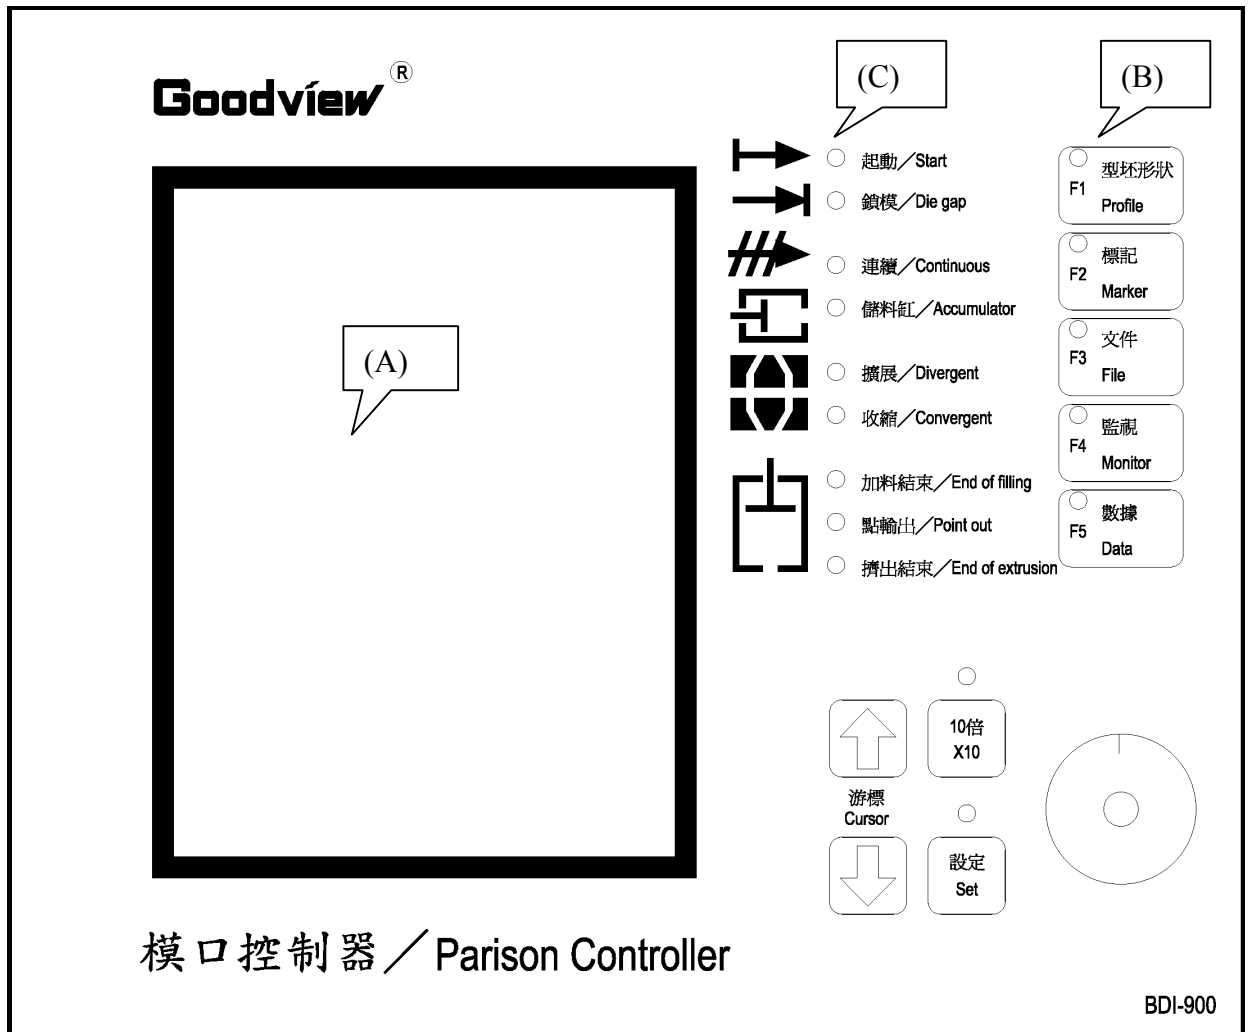 Goodview ®
(C)
(B)
(A)
起動／Start
鎖模／Die gap
連續／Continuous
儲料缸／Accumulator
擴展／Divergent
收縮／Convergent
加料結束／End of filling
點輸出／Point out
擠出結束／End of extrusion
F1 型坯形狀
Profile
F2 標記
Marker
F3 文件
File
F4 監視
Monitor
F5 數據
Data
10倍
X10
游標
Cursor
設定
Set
模口控制器／Parison Controller
BDI-900